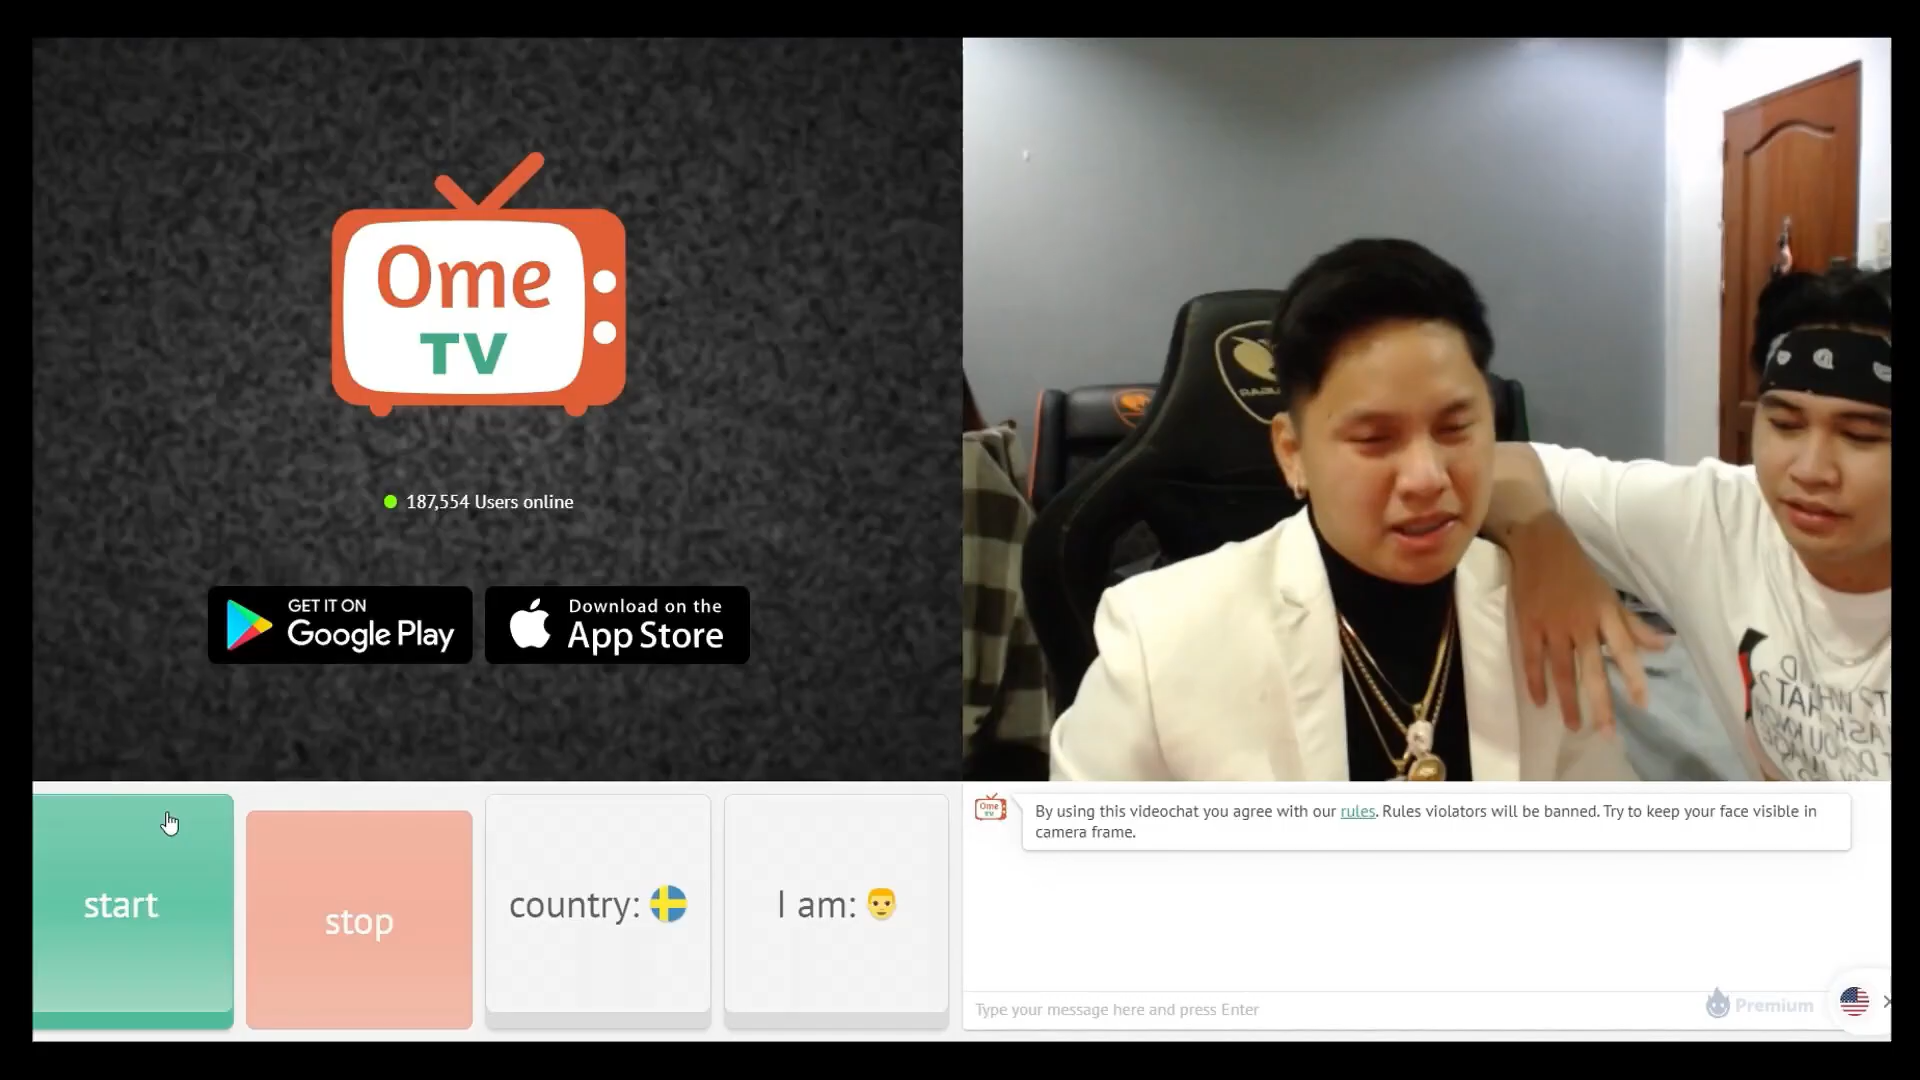 Ome
TV
187,554 Users online
GET IT ON
Google Play
Download on the
App Store
start
stop
country:
I am:
Ome
TV
By using this videochat you agree with our rules. Rules violators will be banned. Try to keep your face visible in
camera frame.
Type your message here and press Enter
Premium